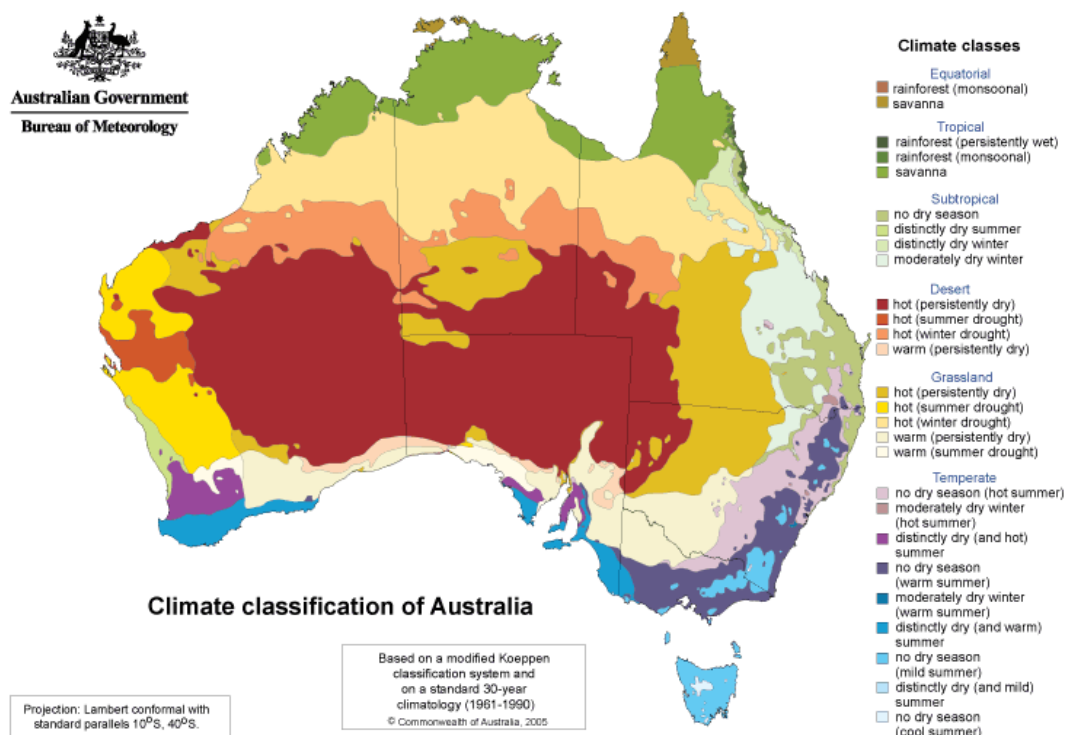 Australian Government
Bureau of Meteorology
Climate classes
Equatorial
rainforest (monsoonal)
savanna
Tropical
rainforest (persistently wet)
rainforest (monsoonal)
savanna
Subtropical
no dry season
distinctly dry summer
distinctly dry winter
moderately dry winter
Desert
hot (persistently dry)
hot (summer drought)
hot (winter drought)
warm (persistently dry)
Grassland
hot (persistently dry)
hot (summer drought)
hot (winter drought)
warm (persistently dry)
warm (summer drought)
Temperate
no dry season (hot summer)
moderately dry winter
(hot summer)
distinctly dry (and hot)
summer
no dry season
(warm summer)
moderately dry winter
(warm summer)
distinctly dry (and warm)
summer
no dry season
(mild summer)
distinctly dry (and mild)
summer
no dry season
(cool summer)
Climate classification of Australia
Based on a modified Koeppen
classification system and
on a standard 30-year
climatology (1961-1990)
© Commonwealth of Australia, 2005
Projection: Lambert conformal with
standard parallels 10°S, 40°S.